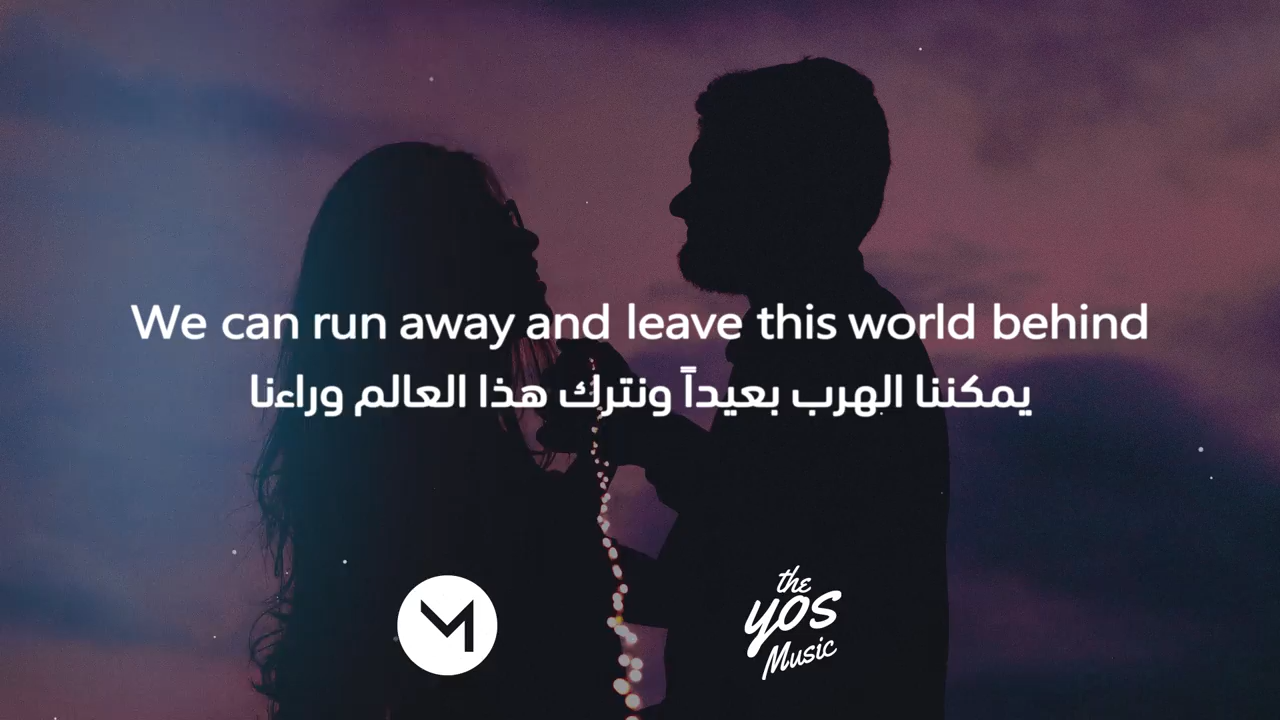 We can run away and leave this world behind
يمكننا الهرب بعيداً ونترك هذا العالم وراءنا
the
yos
Music